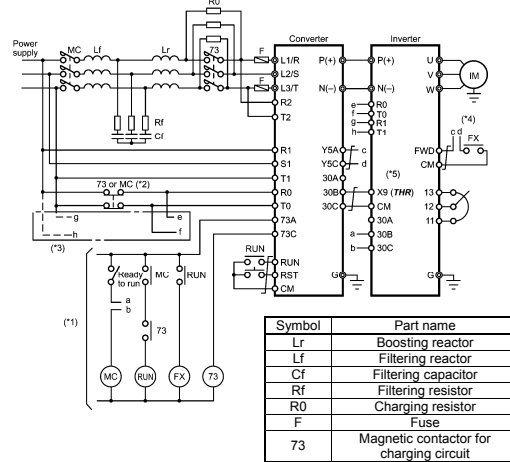 R0
Power supply
MC
Lf
Lr
73
F
F
Rf
Cf
Converter
L1/R
L2/S
L3/T
R2
T2
R1
S1
T1
R0
T0
73A
73C
RUN
RST
CM
P(+)
N(−)
Y5A
Y5C
30A
30B
30C
G
c
d
Inverter
P(+)
N(−)
e
f
g
h
R0
T0
R1
T1
(*5)
X9 (THR)
CM
30A
a
30B
b
30C
U
V
W
IM
(*4)
c d
FX
FWD
CM
13
12
11
G
73 or MC (*2)
g
h
e
f
(*3)
(*1)
Ready to run
a
b
MC
73
RUN
RUN
MC
RUN
FX
73
Symbol Part name
Lr Boosting reactor
Lf Filtering reactor
Cf Filtering capacitor
Rf Filtering resistor
R0 Charging resistor
F Fuse
73 Magnetic contactor for
charging circuit